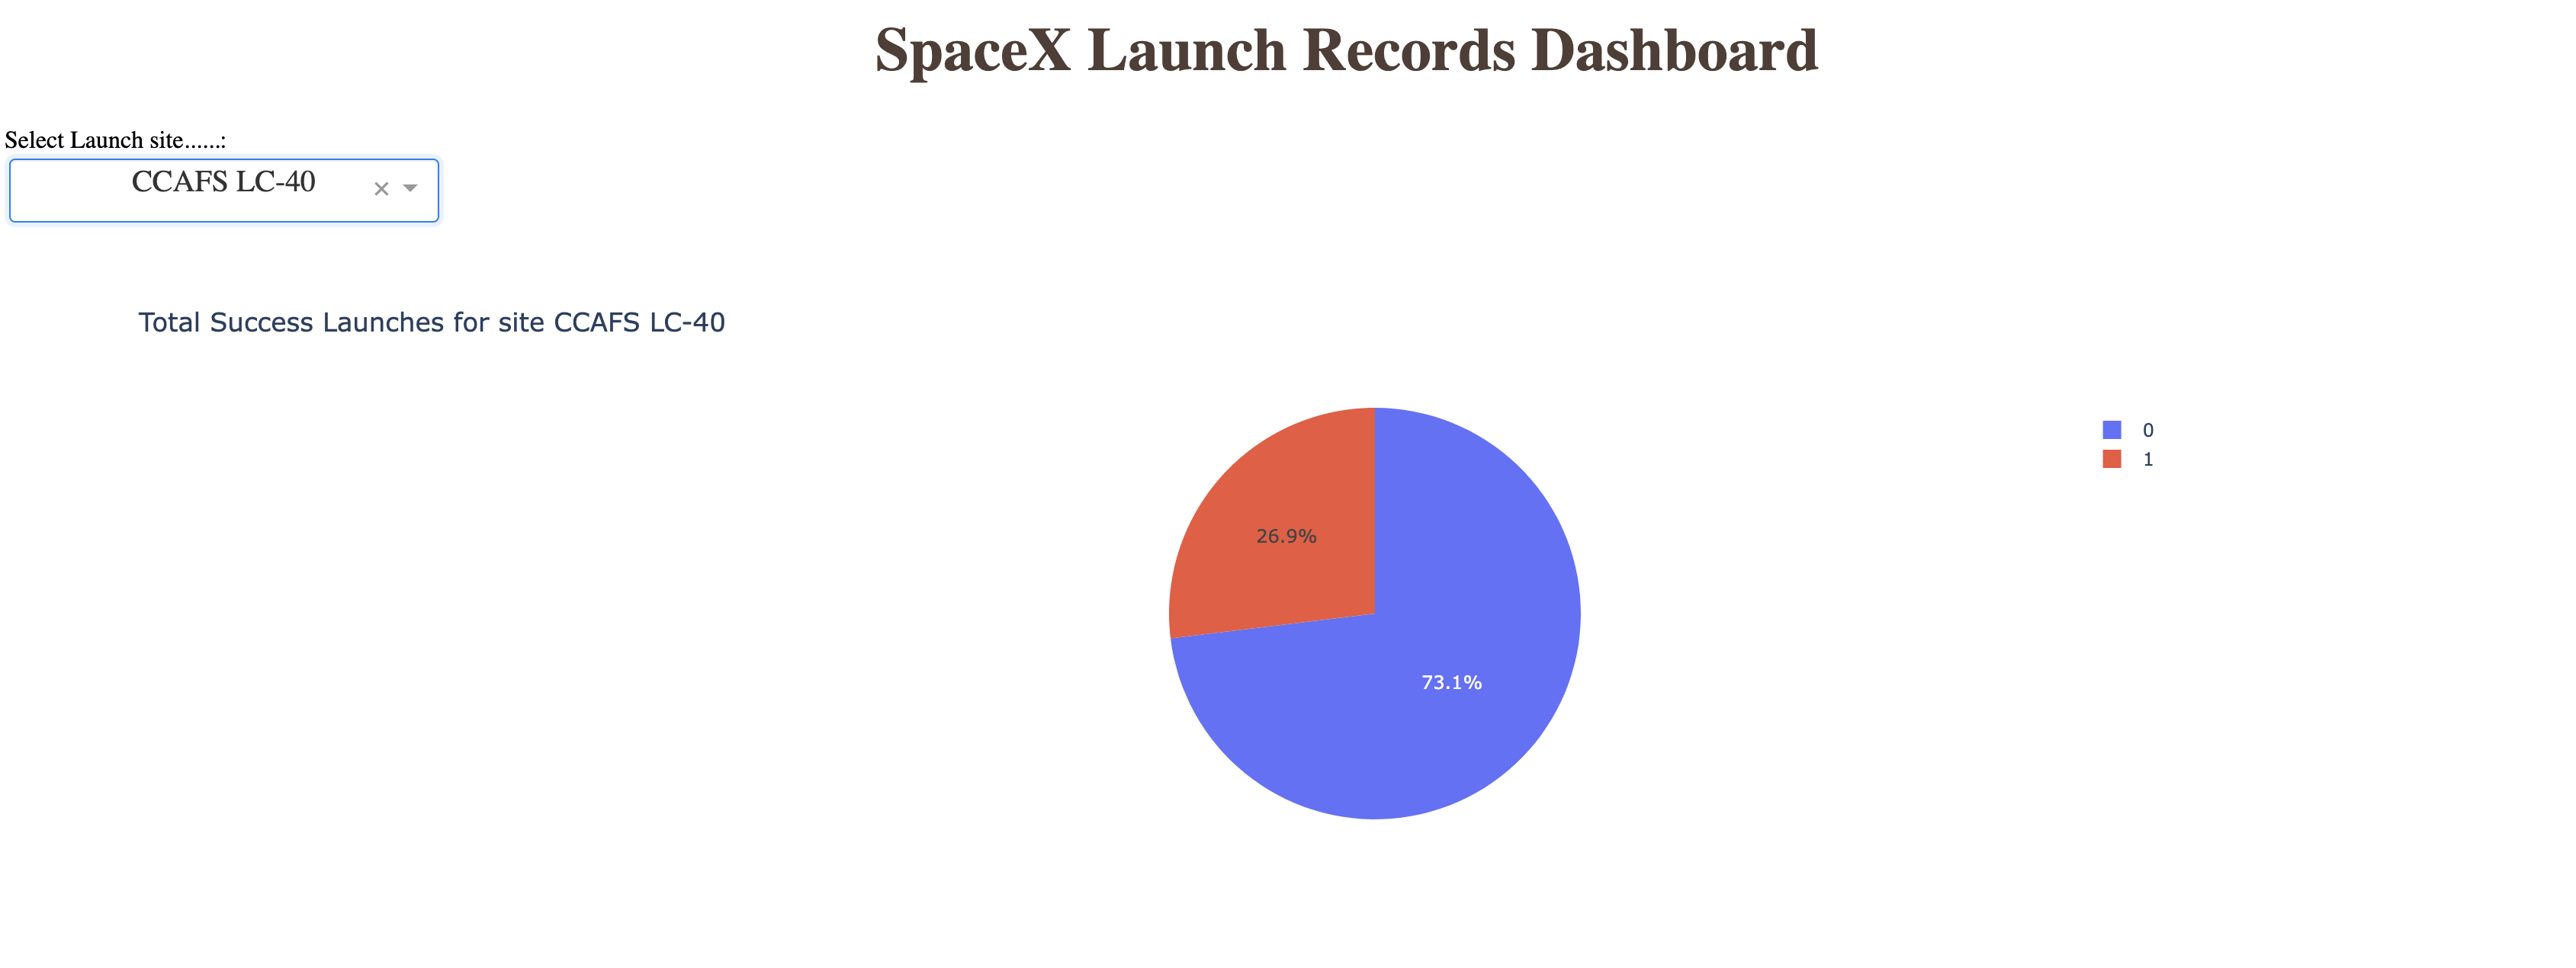 SpaceX Launch Records Dashboard
Select Launch site......:
CCAFS LC-40
Total Success Launches for site CCAFS LC-40
0
1
26.9%
73.1%